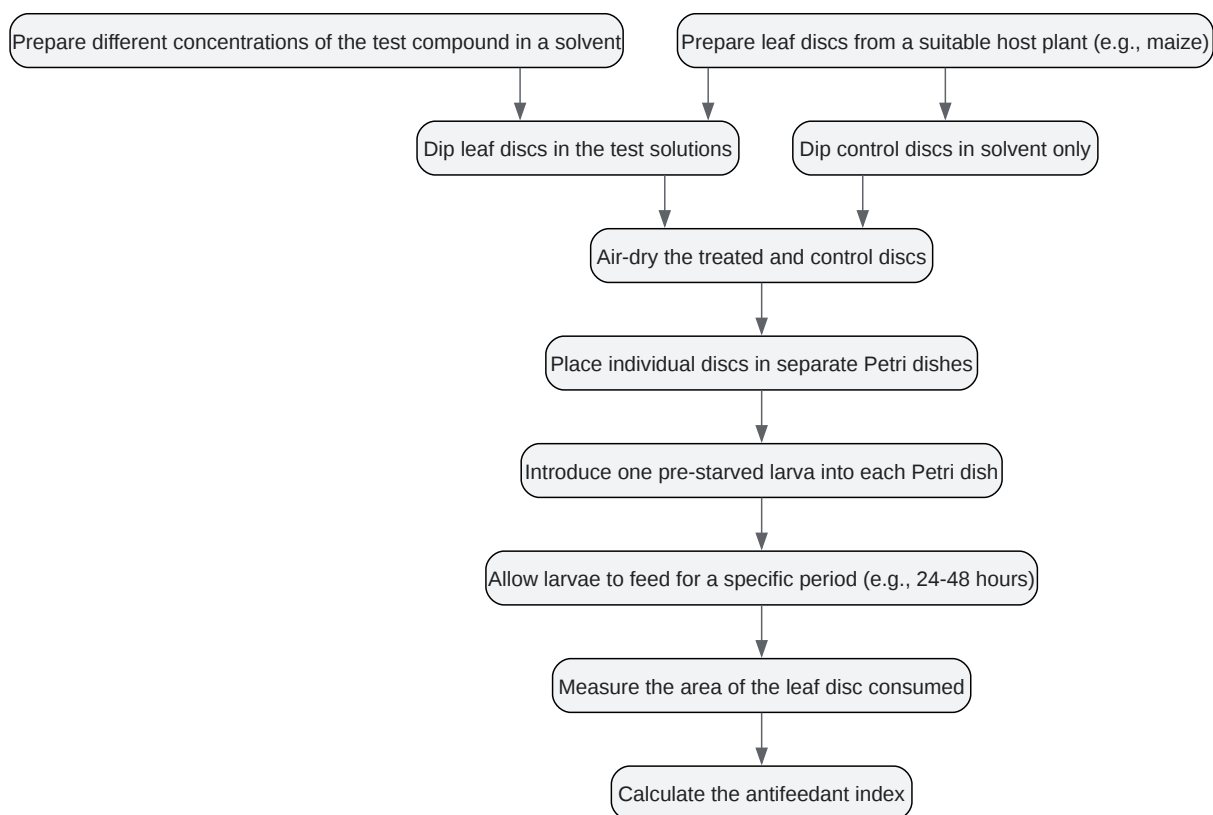 Prepare different concentrations of the test compound in a solvent
Prepare leaf discs from a suitable host plant (e.g., maize)
Dip leaf discs in the test solutions
Dip control discs in solvent only
Air-dry the treated and control discs
Place individual discs in separate Petri dishes
Introduce one pre-starved larva into each Petri dish
Allow larvae to feed for a specific period (e.g., 24-48 hours)
Measure the area of the leaf disc consumed
Calculate the antifeedant index